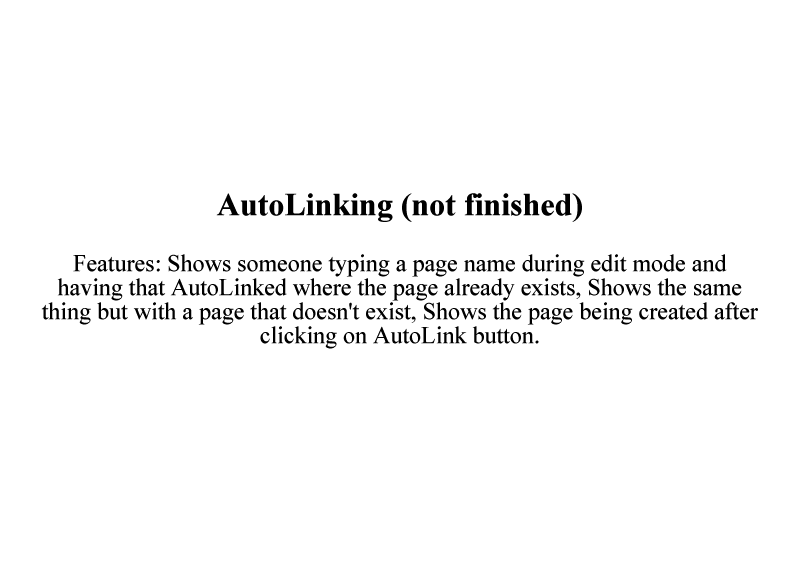 AutoLinking (not finished)
Features: Shows someone typing a page name during edit mode and
having that AutoLinked where the page already exists, Shows the same
thing but with a page that doesn't exist, Shows the page being created after
clicking on AutoLink button.